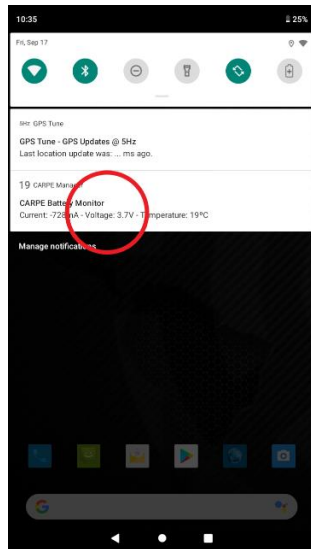 10:35
25%
Fri, Sep 17
5Hz GPS Tune
GPS Tune - GPS Updates @ 5Hz
Last location update was: ... ms ago.
19 CARPE Manager
CARPE Battery Monitor
Current: -728mA - Voltage: 3.7V - Temperature: 19ºC
Manage notifications
G